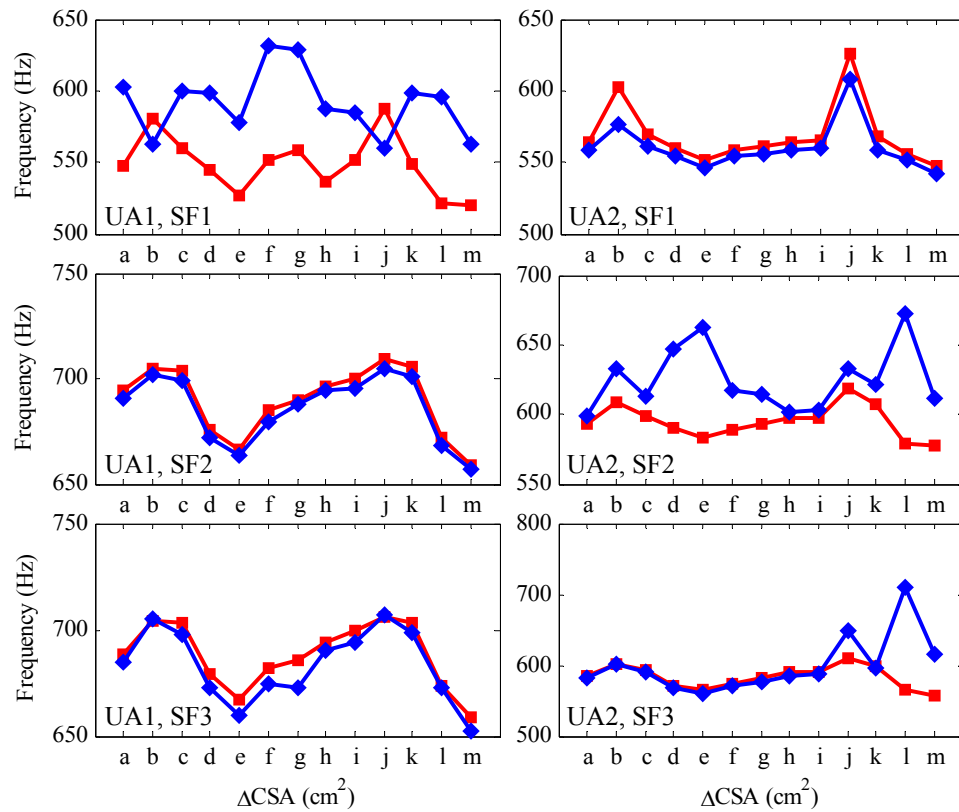 650
600
550
500
Frequency (Hz)
UA1, SF1
a b c d e f g h i j k l m
650
600
550
500
UA2, SF1
a b c d e f g h i j k l m
750
700
650
Frequency (Hz)
UA1, SF2
a b c d e f g h i j k l m
700
650
600
550
UA2, SF2
a b c d e f g h i j k l m
750
700
650
Frequency (Hz)
UA1, SF3
a b c d e f g h i j k l m
ΔCSA (cm²)
800
700
600
500
UA2, SF3
a b c d e f g h i j k l m
ΔCSA (cm²)